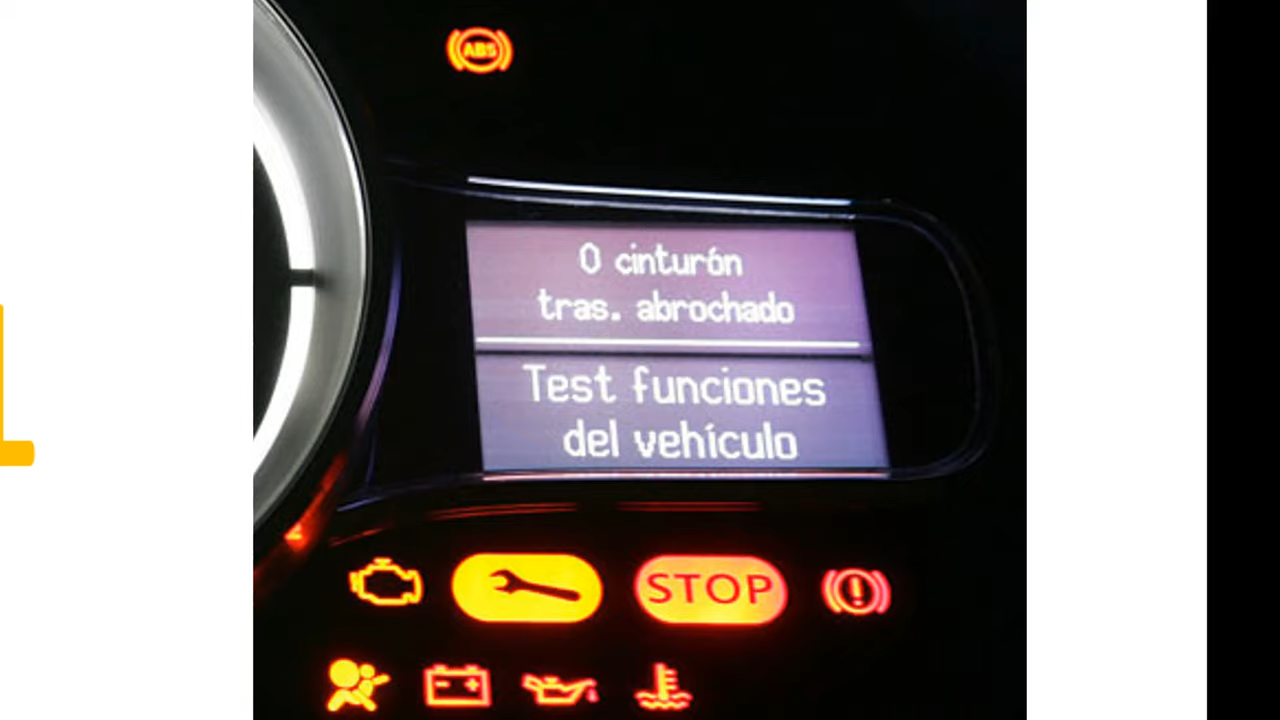 ABS
0 cinturón
tras. abrochado
Test funciones
del vehículo
STOP